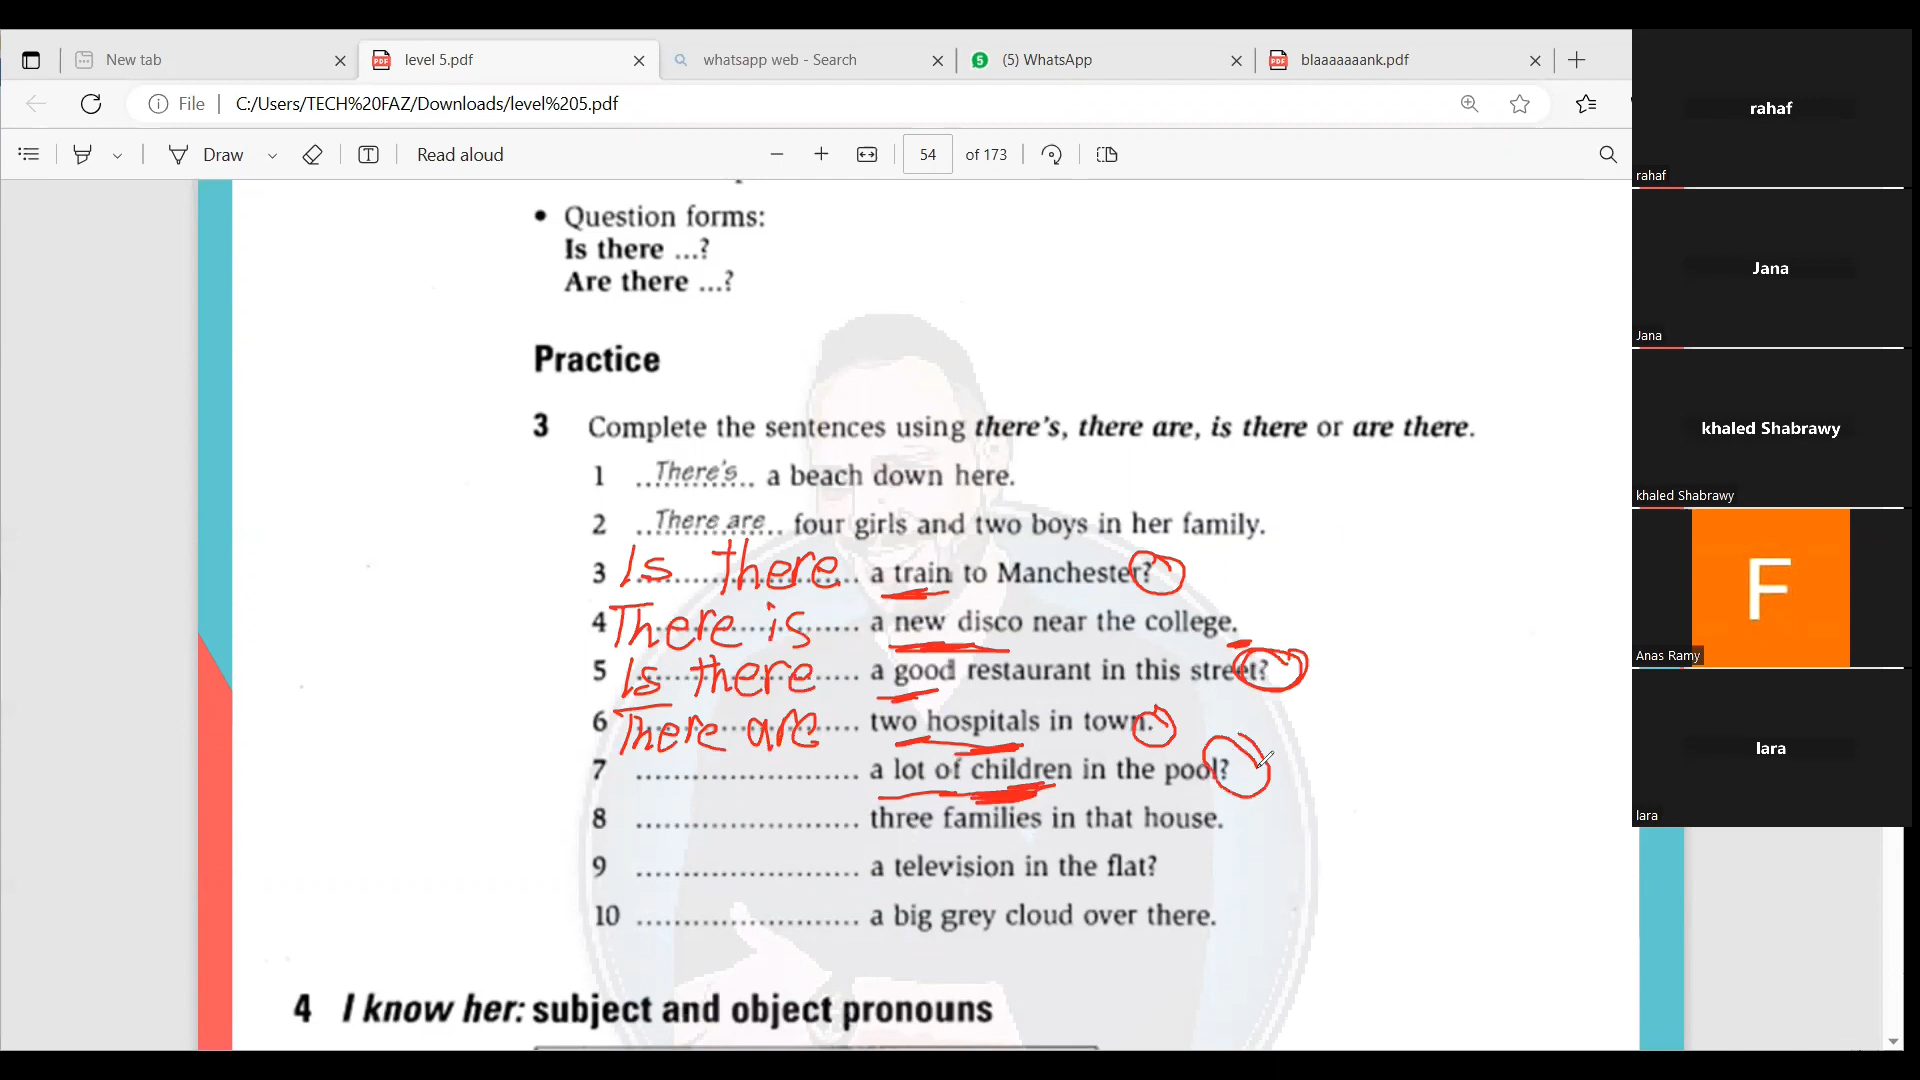 New tab
level 5.pdf
whatsapp web - Search
(5) WhatsApp
blaaaaaaank.pdf
File
C:/Users/TECH%20FAZ/Downloads/level%205.pdf
Draw
Read aloud
54
of 173
• Question forms:
Is there ...?
Are there ...?
Practice
3 Complete the sentences using there's, there are, is there or are there.
1 There's a beach down here.
2 There are four girls and two boys in her family.
3 Is there a train to Manchester?
4 There is a new disco near the college.
5 Is there a good restaurant in this street?
6 There are two hospitals in town.
7 ........................ a lot of children in the pool?
8 ........................ three families in that house.
9 ........................ a television in the flat?
10 ........................ a big grey cloud over there.
4 I know her: subject and object pronouns
rahaf
rahaf
Jana
Jana
khaled Shabrawy
khaled Shabrawy
F
Anas Ramy
lara
lara